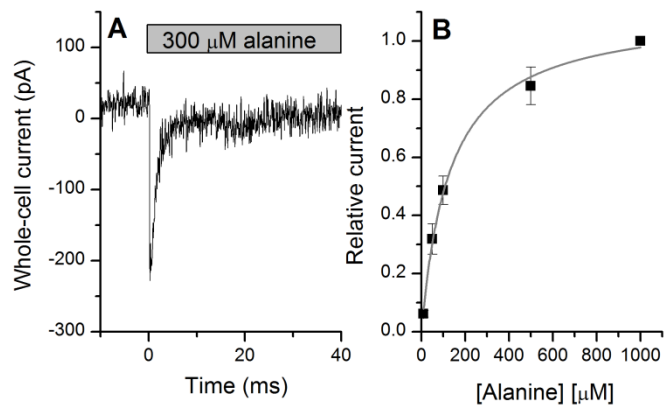 A
300 μM alanine
Whole-cell current (pA)
100
0
-100
-200
-300
0
20
40
Time (ms)
B
Relative current
1.0
0.8
0.6
0.4
0.2
0.0
0
200
400
600
800
1000
[Alanine] [μM]